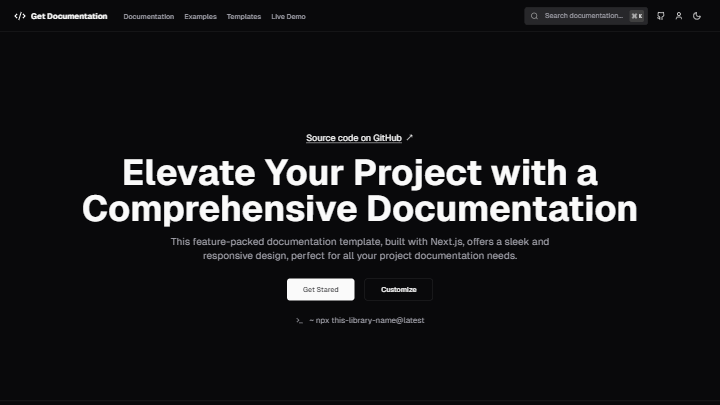 Get Documentation
Documentation Examples Templates Live Demo
Search documentation... ⌘ K
Source code on GitHub ↗
Elevate Your Project with a
Comprehensive Documentation
This feature-packed documentation template, built with Next.js, offers a sleek and
responsive design, perfect for all your project documentation needs.
Get Stared
Customize
~ npx this-library-name@latest